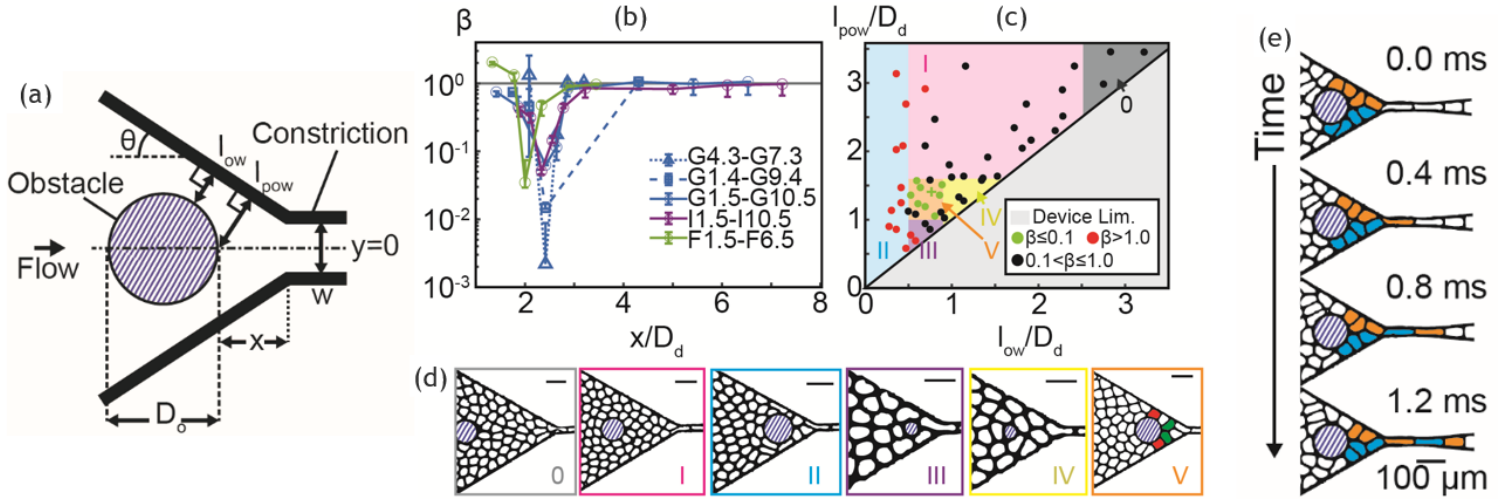 (a)
θ
l_ow
l_pow
Constriction
Obstacle
Flow
y=0
w
x
D_o
(b)
β
10^0
10^-1
10^-2
10^-3
G4.3-G7.3
G1.4-G9.4
G1.5-G10.5
I1.5-I10.5
F1.5-F6.5
2 4 6 8
x/D_d
(c)
l_pow/D_d
3
2
1
0
I
II
III
IV
V
0
Device Lim.
β≤0.1 β>1.0
0.1<β≤1.0
0 1 2 3
l_ow/D_d
(d)
0
I
II
III
IV
V
(e)
Time
0.0 ms
0.4 ms
0.8 ms
1.2 ms
100 μm